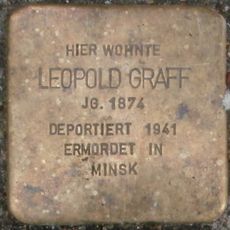 HIER WOHNTE
LEOPOLD GRAFF
JG. 1874
DEPORTIERT 1941
ERMORDET IN
MINSK